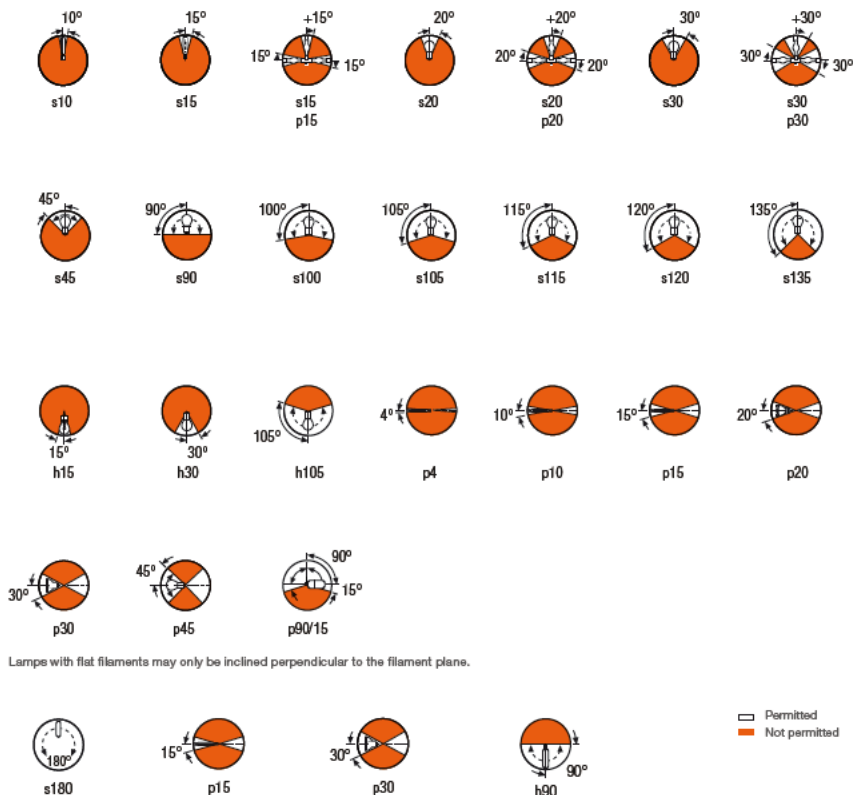 10º 15º +15º 20º +20º 30º +30º
15º 15º 20º 20º 30º 30º
s10 s15 s15 s20 s20 s30 s30
p15 p20 p30
45º 90º 100º 105º 115º 120º 135º
s45 s90 s100 s105 s115 s120 s135
4º 10º 15º 20º
15º 30º 105º
h15 h30 h105 p4 p10 p15 p20
30º 45º 90º 15º
p30 p45 p90/15
Lamps with flat filaments may only be inclined perpendicular to the filament plane.
Permitted
Not permitted
180º 15º 30º 90º
s180 p15 p30 h90